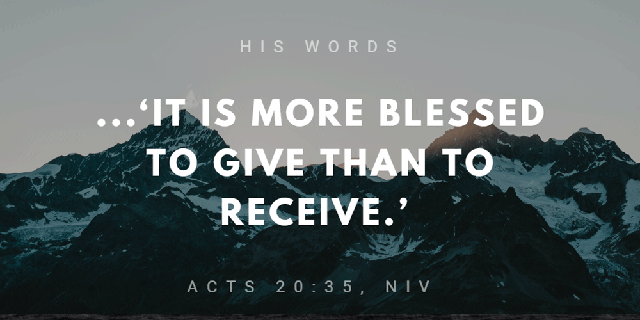 HIS WORDS
...‘IT IS MORE BLESSED
TO GIVE THAN TO
RECEIVE.’
ACTS 20:35, NIV